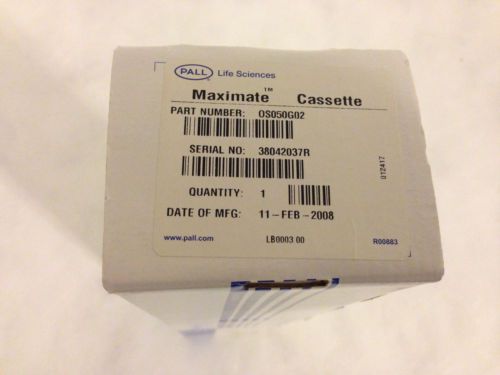 PALL Life Sciences
Maximate™ Cassette
PART NUMBER: OS050G02
SERIAL NO: 38042037R
QUANTITY: 1
DATE OF MFG: 11-FEB-2008
www.pall.com LB0003 00 R00883
012417